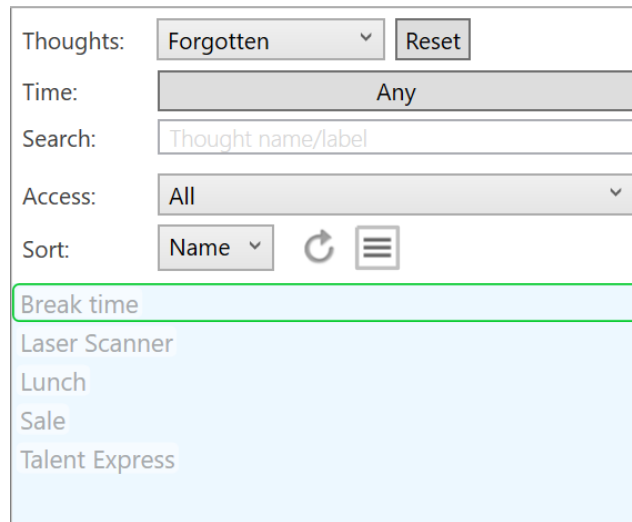 Thoughts: Forgotten Reset
Time: Any
Search: Thought name/label
Access: All
Sort: Name
Break time
Laser Scanner
Lunch
Sale
Talent Express